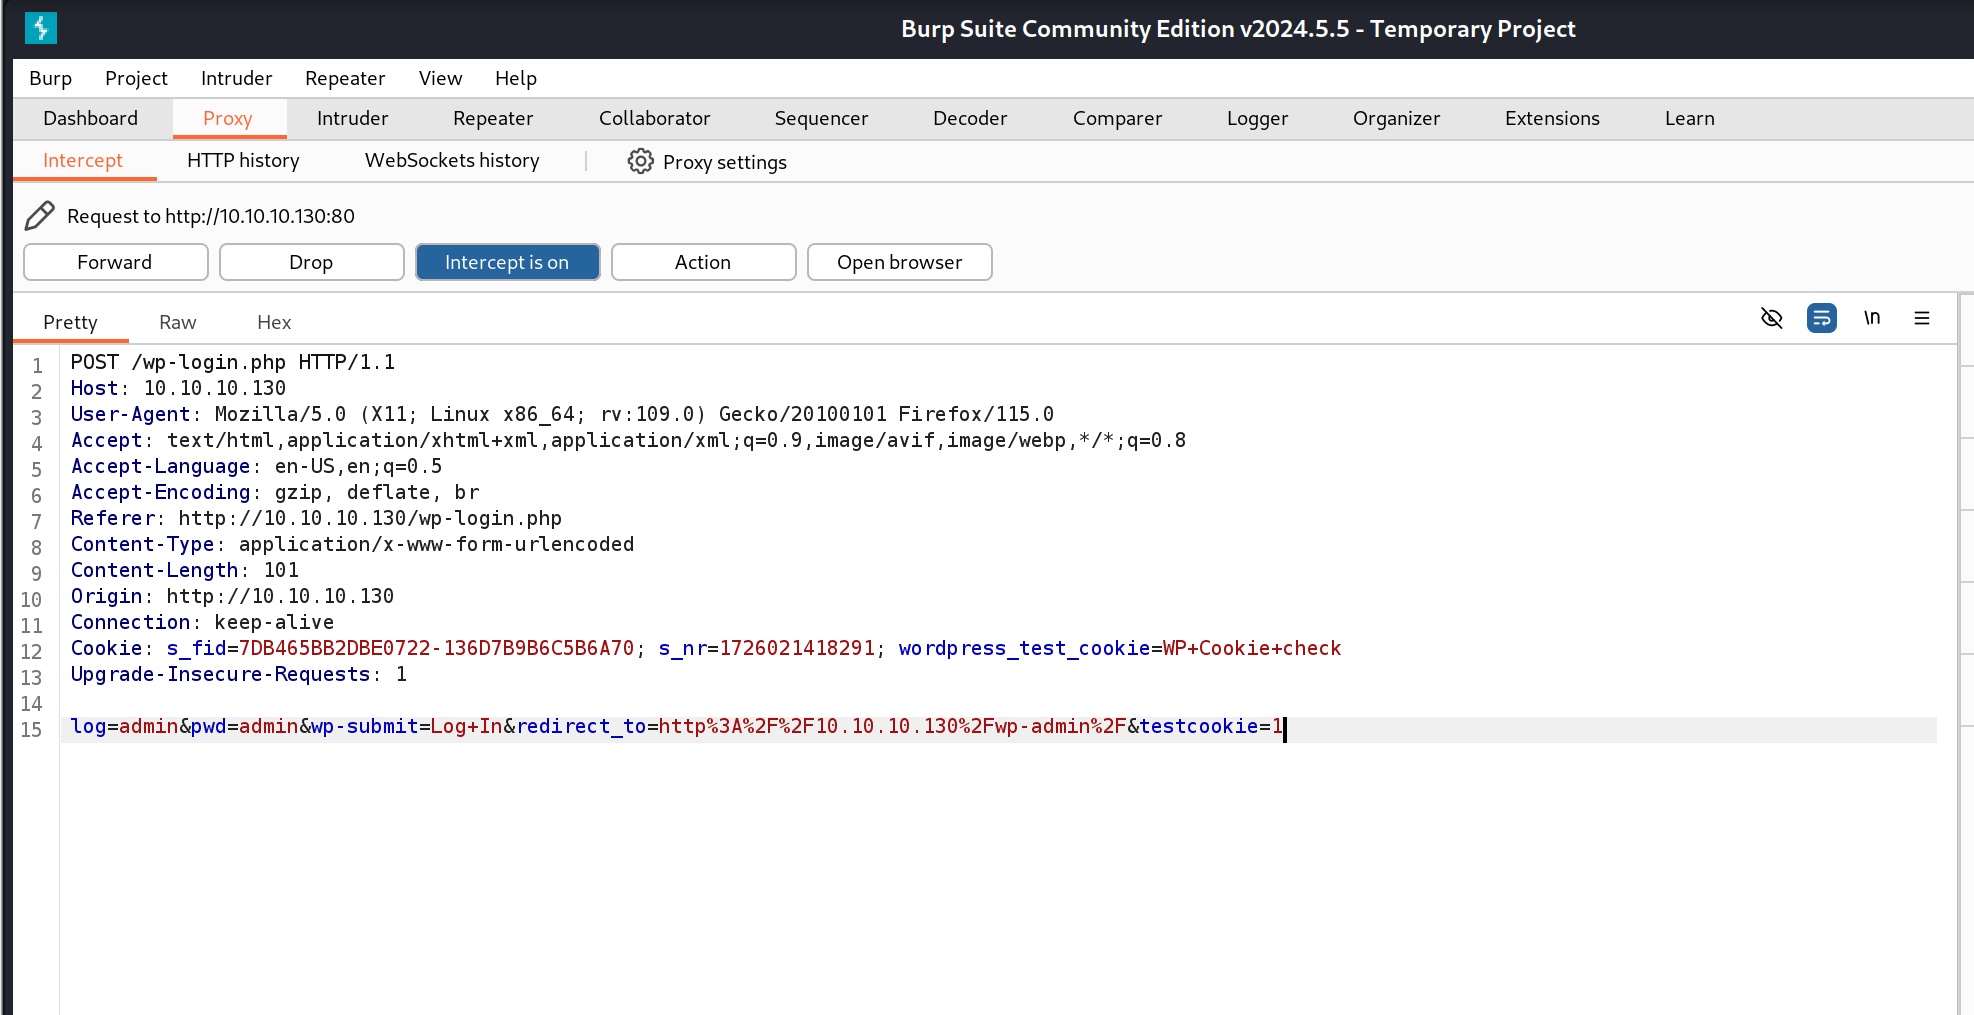 Burp Suite Community Edition v2024.5.5 - Temporary Project
Burp Project Intruder Repeater View Help
Dashboard Proxy Intruder Repeater Collaborator Sequencer Decoder Comparer Logger Organizer Extensions Learn
Intercept HTTP history WebSockets history Proxy settings
Request to http://10.10.10.130:80
Forward Drop Intercept is on Action Open browser
Pretty Raw Hex \n
1 POST /wp-login.php HTTP/1.1
2 Host: 10.10.10.130
3 User-Agent: Mozilla/5.0 (X11; Linux x86_64; rv:109.0) Gecko/20100101 Firefox/115.0
4 Accept: text/html,application/xhtml+xml,application/xml;q=0.9,image/avif,image/webp,*/*;q=0.8
5 Accept-Language: en-US,en;q=0.5
6 Accept-Encoding: gzip, deflate, br
7 Referer: http://10.10.10.130/wp-login.php
8 Content-Type: application/x-www-form-urlencoded
9 Content-Length: 101
10 Origin: http://10.10.10.130
11 Connection: keep-alive
12 Cookie: s_fid=7DB465BB2DBE0722-136D7B9B6C5B6A70; s_nr=1726021418291; wordpress_test_cookie=WP+Cookie+check
13 Upgrade-Insecure-Requests: 1
14
15 log=admin&pwd=admin&wp-submit=Log+In&redirect_to=http%3A%2F%2F10.10.10.130%2Fwp-admin%2F&testcookie=1